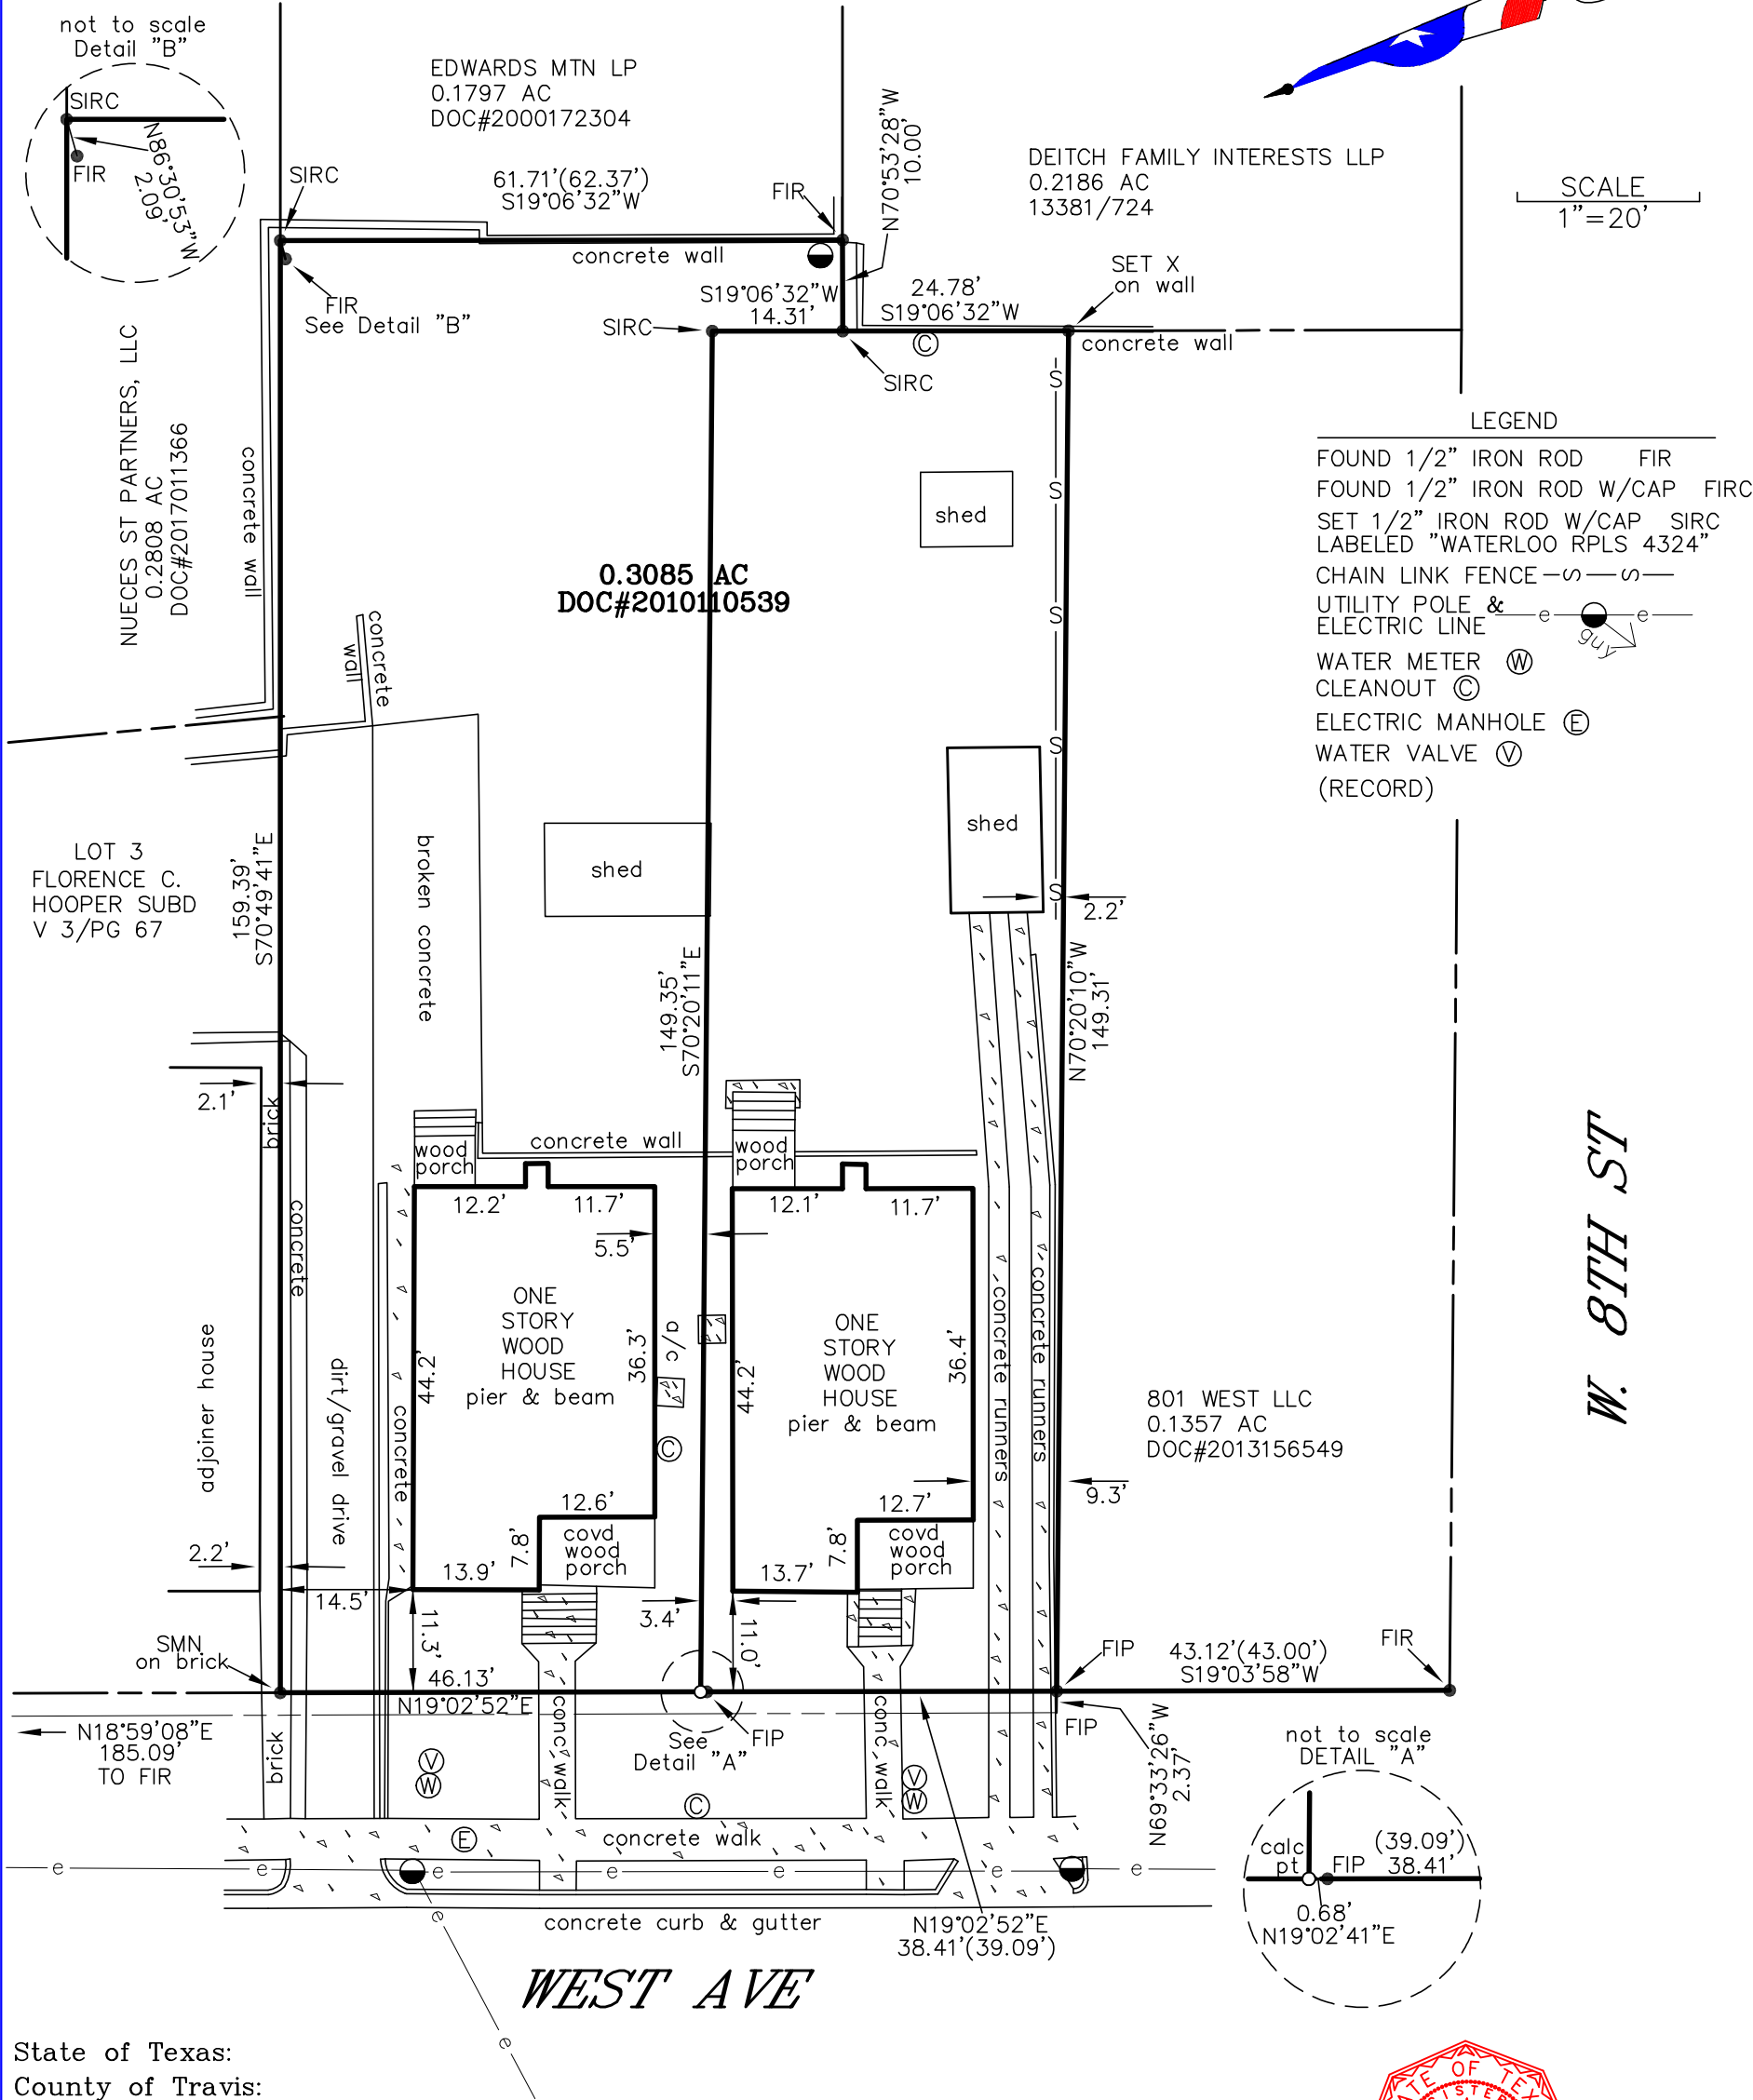 not to scale
Detail "B"
SIRC
FIR
N86°30'53"W
2.09'
EDWARDS MTN LP
0.1797 AC
DOC#2000172304
61.71'(62.37')
S19°06'32"W
SIRC
FIR
N70°53'28"W
10.00'
DEITCH FAMILY INTERESTS LLP
0.2186 AC
13381/724
SCALE
1"=20'
concrete wall
FIR
See Detail "B"
S19°06'32"W
14.31'
24.78'
S19°06'32"W
SET X
on wall
SIRC
SIRC
C
concrete wall
S
S
S
S
S
NUECES ST PARTNERS, LLC
0.2808 AC
DOC#2017011366
concrete wall
concrete
wall
shed
0.3085 AC
DOC#2010110539
LEGEND
FOUND 1/2" IRON ROD FIR
FOUND 1/2" IRON ROD W/CAP FIRC
SET 1/2" IRON ROD W/CAP SIRC
LABELED "WATERLOO RPLS 4324"
CHAIN LINK FENCE —S—S—
UTILITY POLE &
ELECTRIC LINE
e
e
guy
WATER METER W
CLEANOUT C
ELECTRIC MANHOLE E
WATER VALVE V
(RECORD)
LOT 3
FLORENCE C.
HOOPER SUBD
V 3/PG 67
159.39'
S70°49'41"E
broken concrete
shed
shed
2.2'
149.35'
S70°20'11"E
N70°20'10"W
149.31'
W. 8TH ST
2.1'
brick
concrete
wood
porch
concrete wall
wood
porch
12.2'
11.7'
5.5'
12.1'
11.7'
adjoiner house
dirt/gravel drive
concrete
44.2'
ONE
STORY
WOOD
HOUSE
pier & beam
36.3'
a/c
C
44.2'
ONE
STORY
WOOD
HOUSE
pier & beam
36.4'
concrete runners
concrete runners
801 WEST LLC
0.1357 AC
DOC#2013156549
9.3'
12.6'
7.8'
covd
wood
porch
13.9'
12.7'
7.8'
covd
wood
porch
13.7'
2.2'
14.5'
11.3'
3.4'
11.0'
SMN
on brick
46.13'
N19°02'52"E
FIP
43.12'(43.00')
S19°03'58"W
FIR
N18°59'08"E
185.09'
TO FIR
brick
conc walk
See
Detail "A"
FIP
conc walk
FIP
N69°33'26"W
2.37'
V
W
C
V
W
E
concrete walk
e
e
e
e
e
e
e
e
e
concrete curb & gutter
N19°02'52"E
38.41'(39.09')
not to scale
DETAIL "A"
calc
pt
FIP
(39.09')
38.41'
0.68'
N19°02'41"E
WEST AVE
State of Texas:
County of Travis: